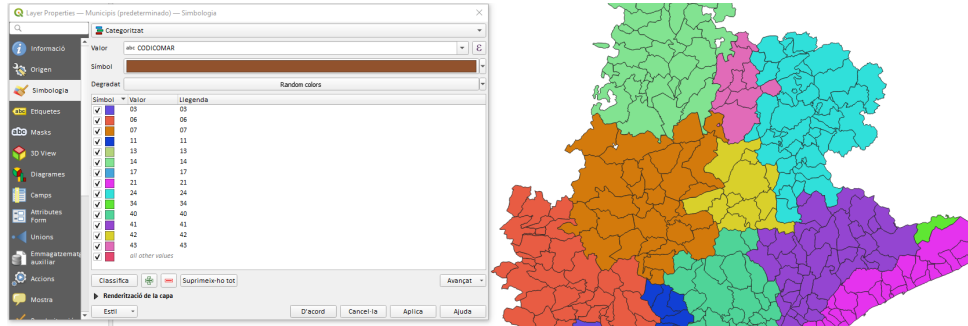 Layer Properties — Municipis (predeterminado) — Simbologia
Categoritzat
Informació
Valor
abc CODICOMAR
ε
Origen
Símbol
Simbologia
Degradat
Random colors
Símbol Valor Llegenda
03 03
abc Etiquetes
06 06
07 07
abc Masks
11 11
13 13
3D View
14 14
17 17
Diagrames
21 21
24 24
Camps
34 34
Attributes
Form
40 40
41 41
Unions
42 42
43 43
all other values
Emmagatzematg
auxiliar
Accions
Classifica
Suprimeix-ho tot
Avançat
Mostra
Renderització de la capa
Estil
D'acord
Cancel·la
Aplica
Ajuda